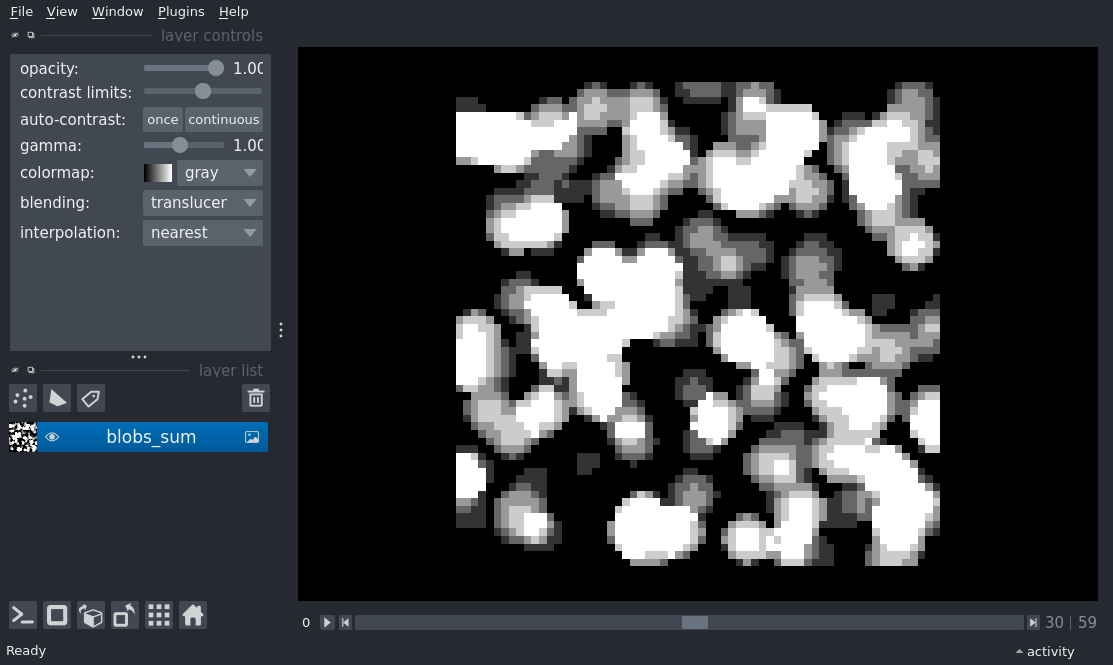 File View Window Plugins Help
layer controls
opacity: 1.00
contrast limits:
auto-contrast: once continuous
gamma: 1.00
colormap: gray
blending: translucer
interpolation: nearest
layer list
blobs_sum
0 30 | 59
Ready activity